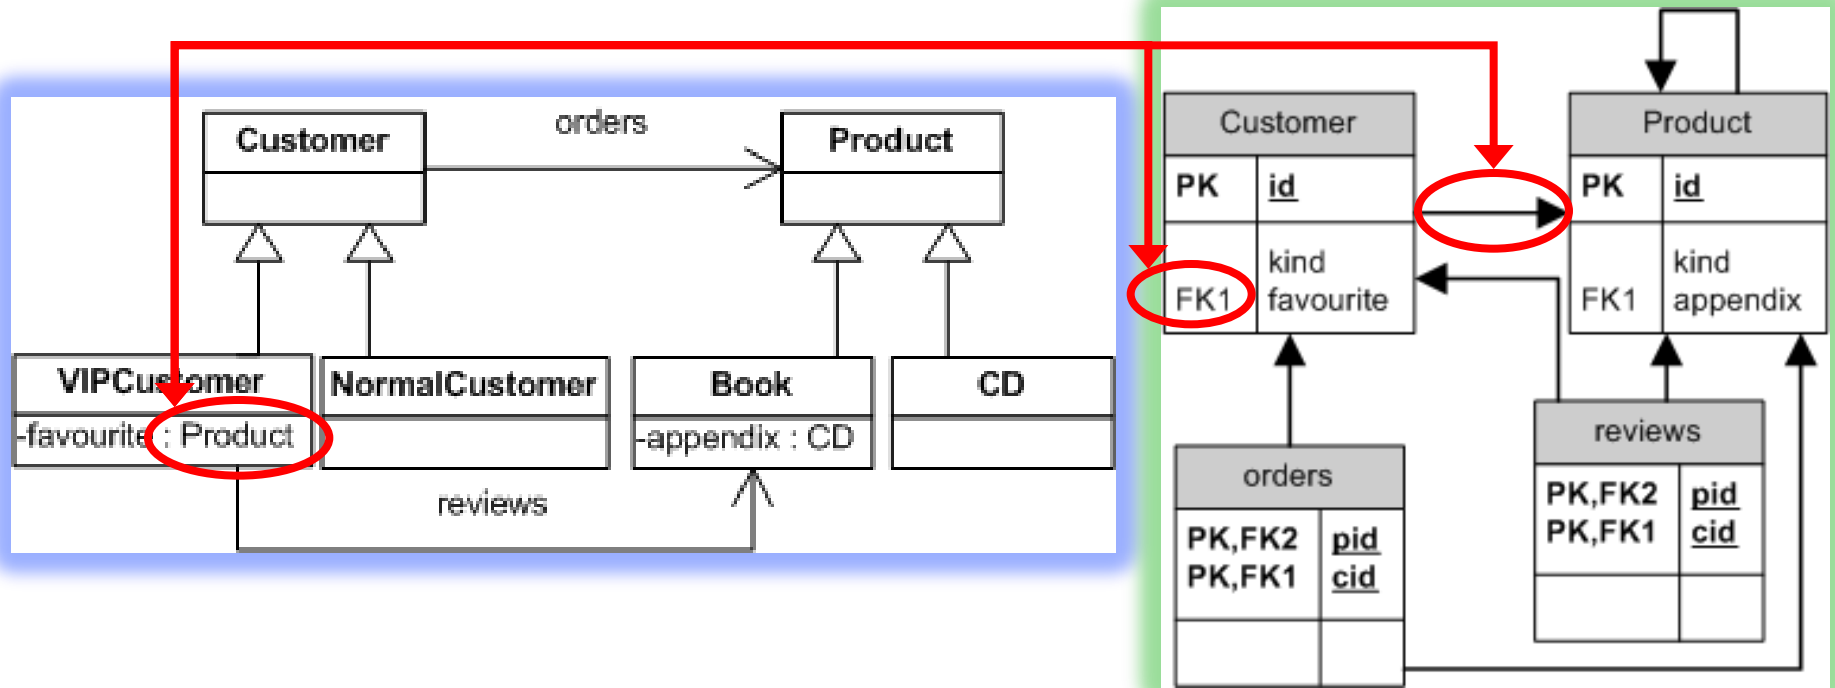 Customer
orders
Product
VIPCustomer
-favourite : Product
NormalCustomer
Book
-appendix : CD
CD
reviews
Customer
PK id
kind
FK1 favourite
Product
PK id
kind
FK1 appendix
orders
PK,FK2 pid
PK,FK1 cid
reviews
PK,FK2 pid
PK,FK1 cid